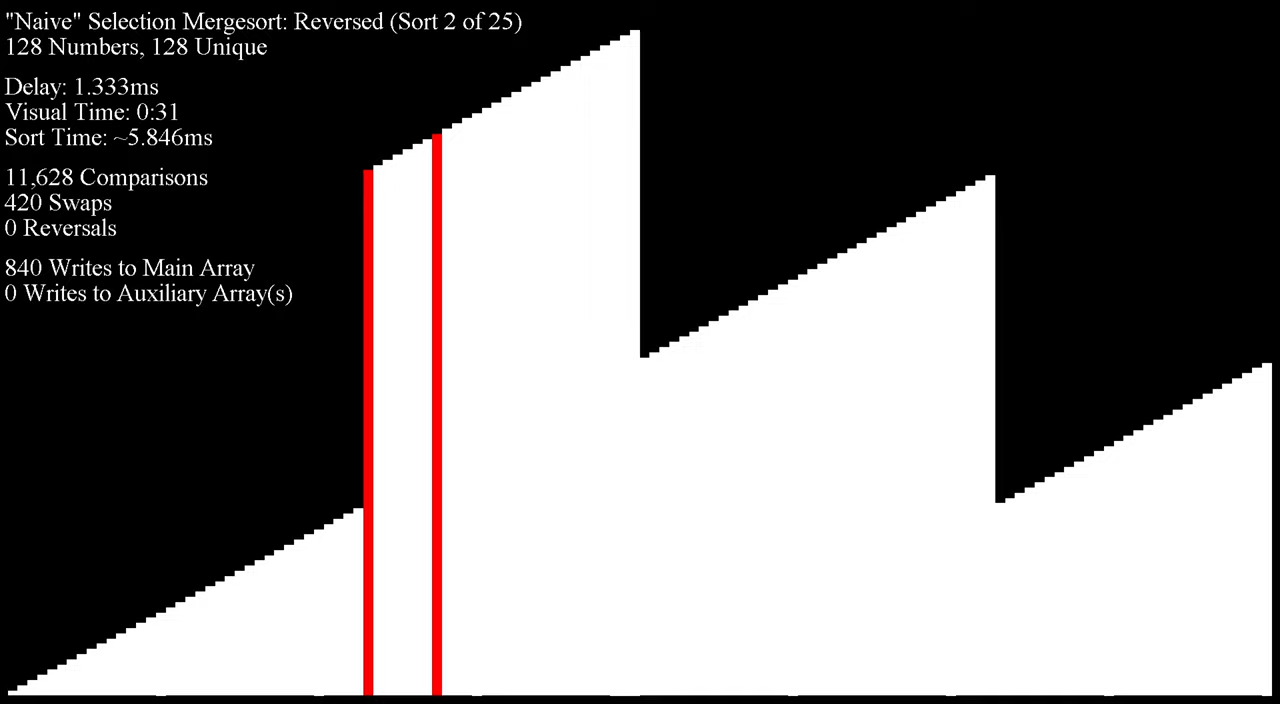 "Naive" Selection Mergesort: Reversed (Sort 2 of 25)
128 Numbers, 128 Unique
Delay: 1.333ms
Visual Time: 0:31
Sort Time: ~5.846ms
11,628 Comparisons
420 Swaps
0 Reversals
840 Writes to Main Array
0 Writes to Auxiliary Array(s)